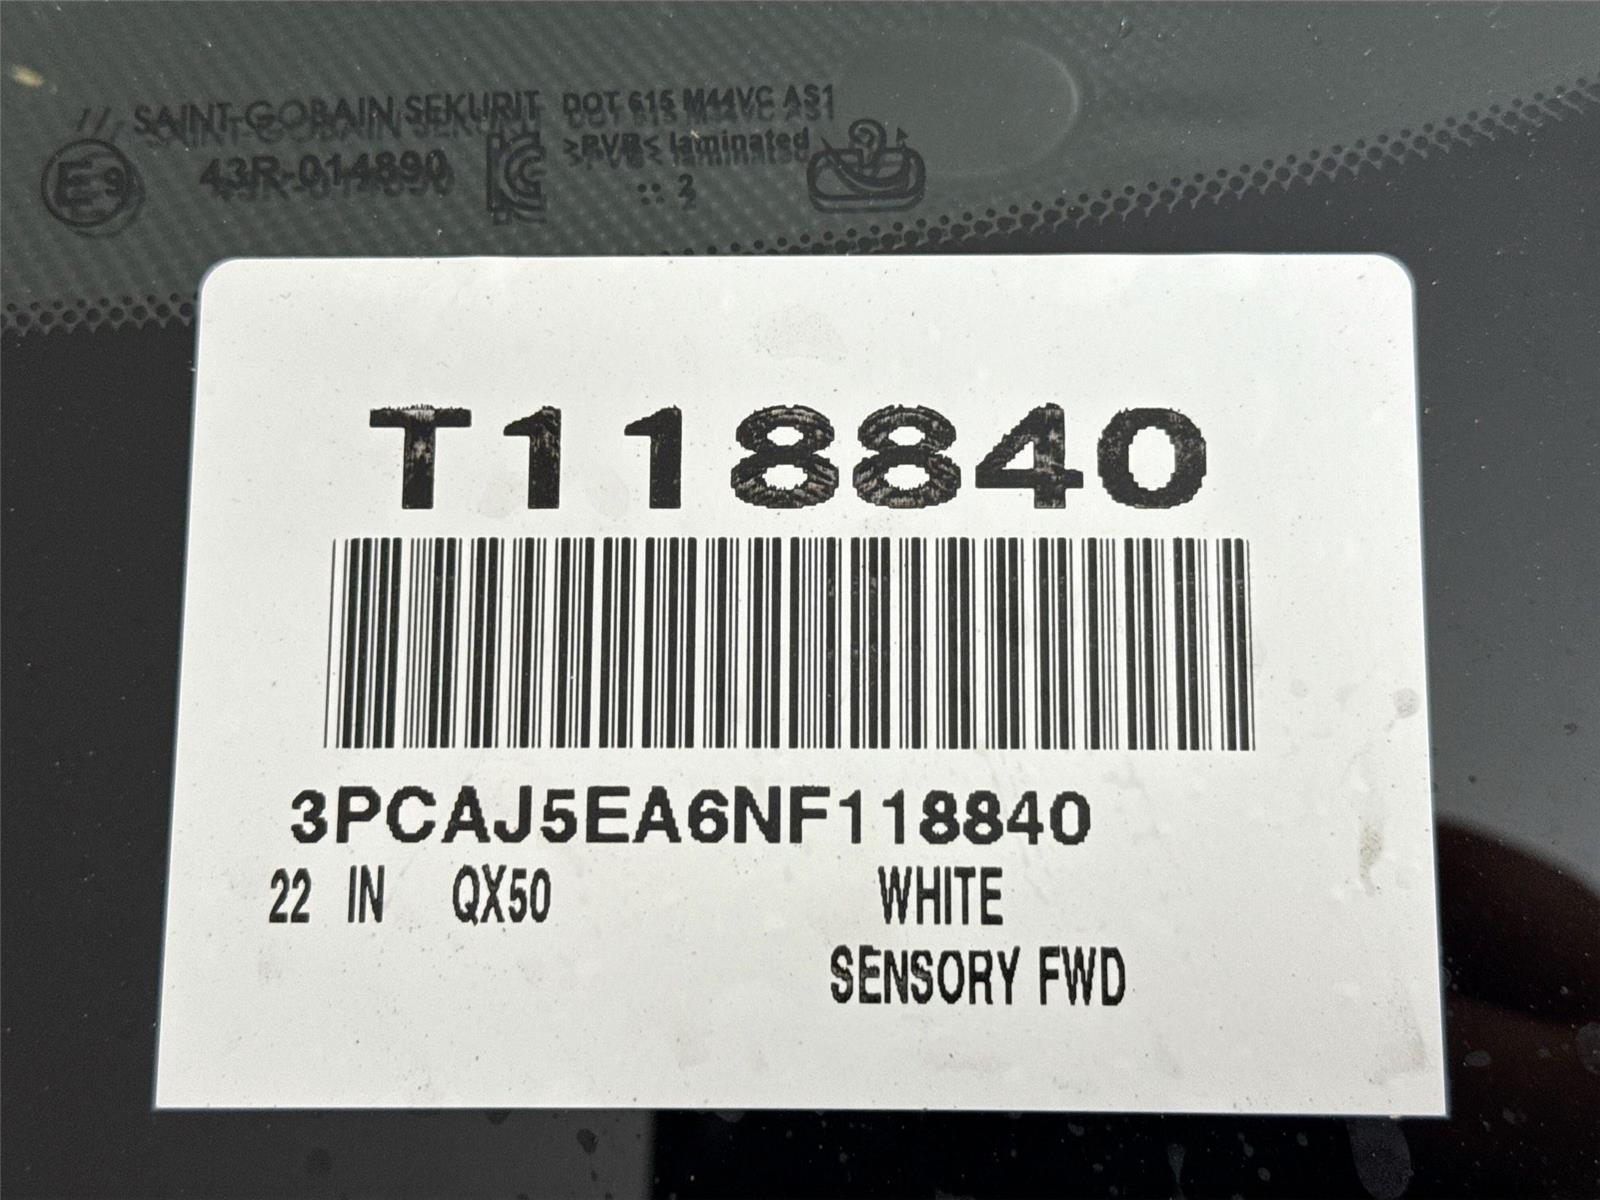 SAINT-GOBAIN SEKURIT DOT 615 M44VC AS1
E9 43R-014890 KC >PVB< laminated
.. 2
T118840
3PCAJ5EA6NF118840
22 IN QX50 WHITE
SENSORY FWD